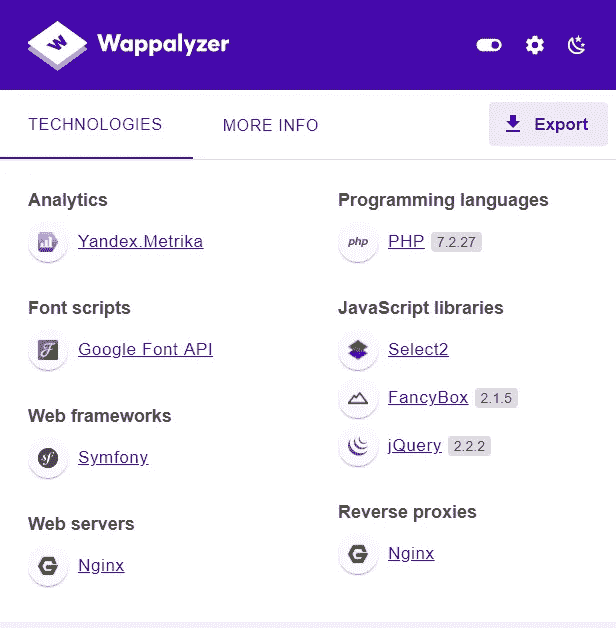 Wappalyzer
TECHNOLOGIES
MORE INFO
Export
Analytics
Yandex.Metrika
Font scripts
Google Font API
Web frameworks
Symfony
Web servers
Nginx
Programming languages
php
PHP 7.2.27
JavaScript libraries
Select2
FancyBox 2.1.5
jQuery 2.2.2
Reverse proxies
Nginx